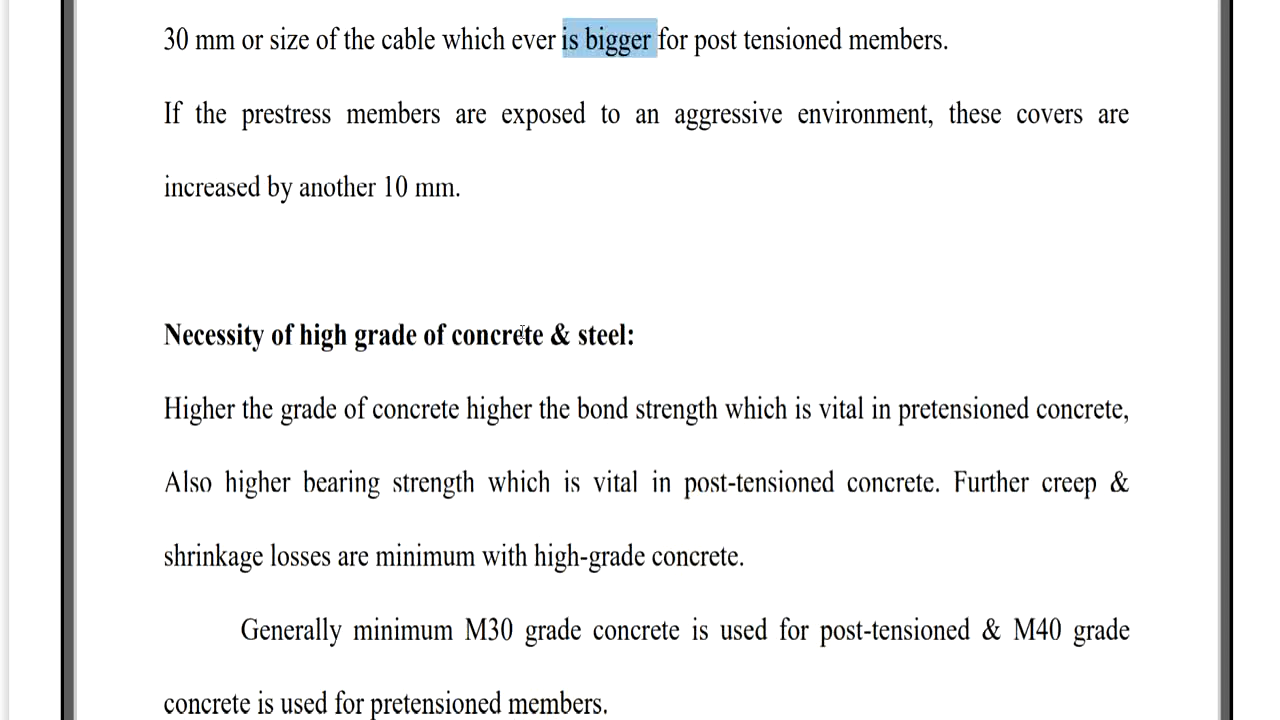 30 mm or size of the cable which ever is bigger for post tensioned members.
If the prestress members are exposed to an aggressive environment, these covers are
increased by another 10 mm.
Necessity of high grade of concrete & steel:
Higher the grade of concrete higher the bond strength which is vital in pretensioned concrete,
Also higher bearing strength which is vital in post-tensioned concrete. Further creep &
shrinkage losses are minimum with high-grade concrete.
Generally minimum M30 grade concrete is used for post-tensioned & M40 grade
concrete is used for pretensioned members.